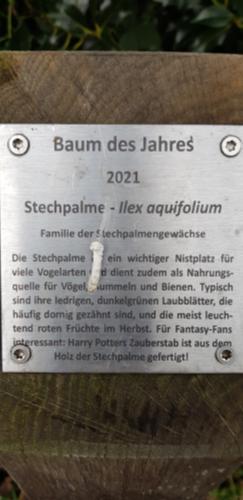 Baum des Jahres
2021
Stechpalme - Ilex aquifolium
Familie der Stechpalmengewächse
Die Stechpalme ein wichtiger Nistplatz für
viele Vogelarten dient zudem als Nahrungs-
quelle für Vögel, Hummeln und Bienen. Typisch
sind ihre ledrigen, dunkelgrünen Laubblätter, die
häufig dornig gezähnt sind, und die meist leuch-
tend roten Früchte im Herbst. Für Fantasy-Fans
interessant: Harry Potters Zauberstab ist aus dem
Holz der Stechpalme gefertigt!